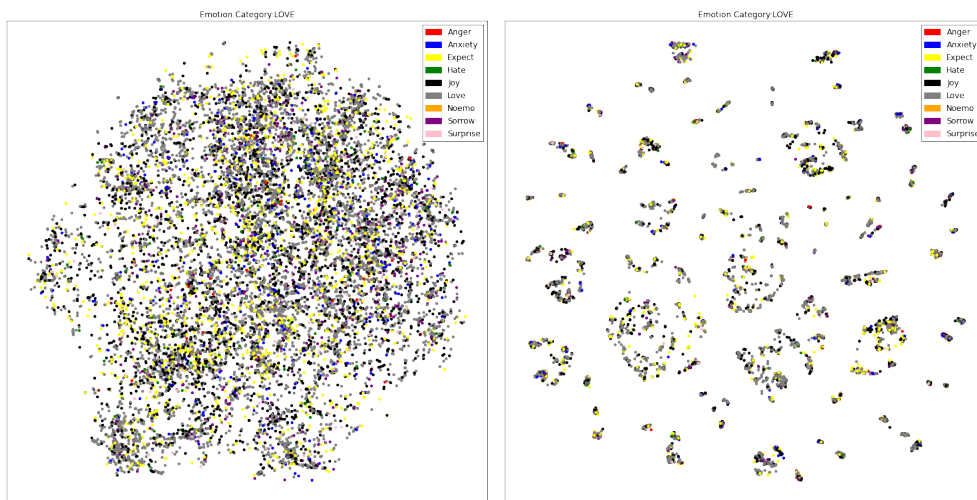 Emotion Category:LOVE
Anger
Anxiety
Expect
Hate
Joy
Love
Noemo
Sorrow
Surprise
Emotion Category:LOVE
Anger
Anxiety
Expect
Hate
Joy
Love
Noemo
Sorrow
Surprise